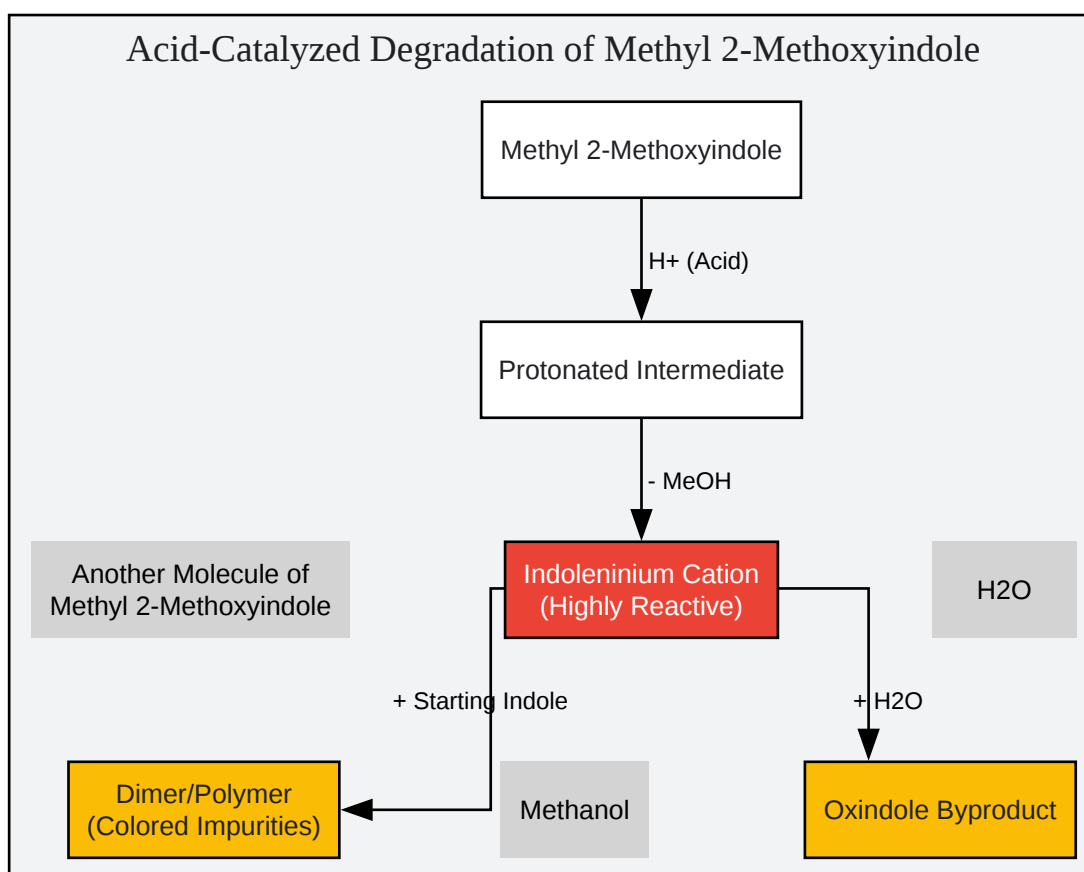 Acid-Catalyzed Degradation of Methyl 2-Methoxyindole
Methyl 2-Methoxyindole
H+ (Acid)
Protonated Intermediate
- MeOH
Another Molecule of
Methyl 2-Methoxyindole
Indoleninium Cation
(Highly Reactive)
H2O
+ Starting Indole
+ H2O
Dimer/Polymer
(Colored Impurities)
Methanol
Oxindole Byproduct